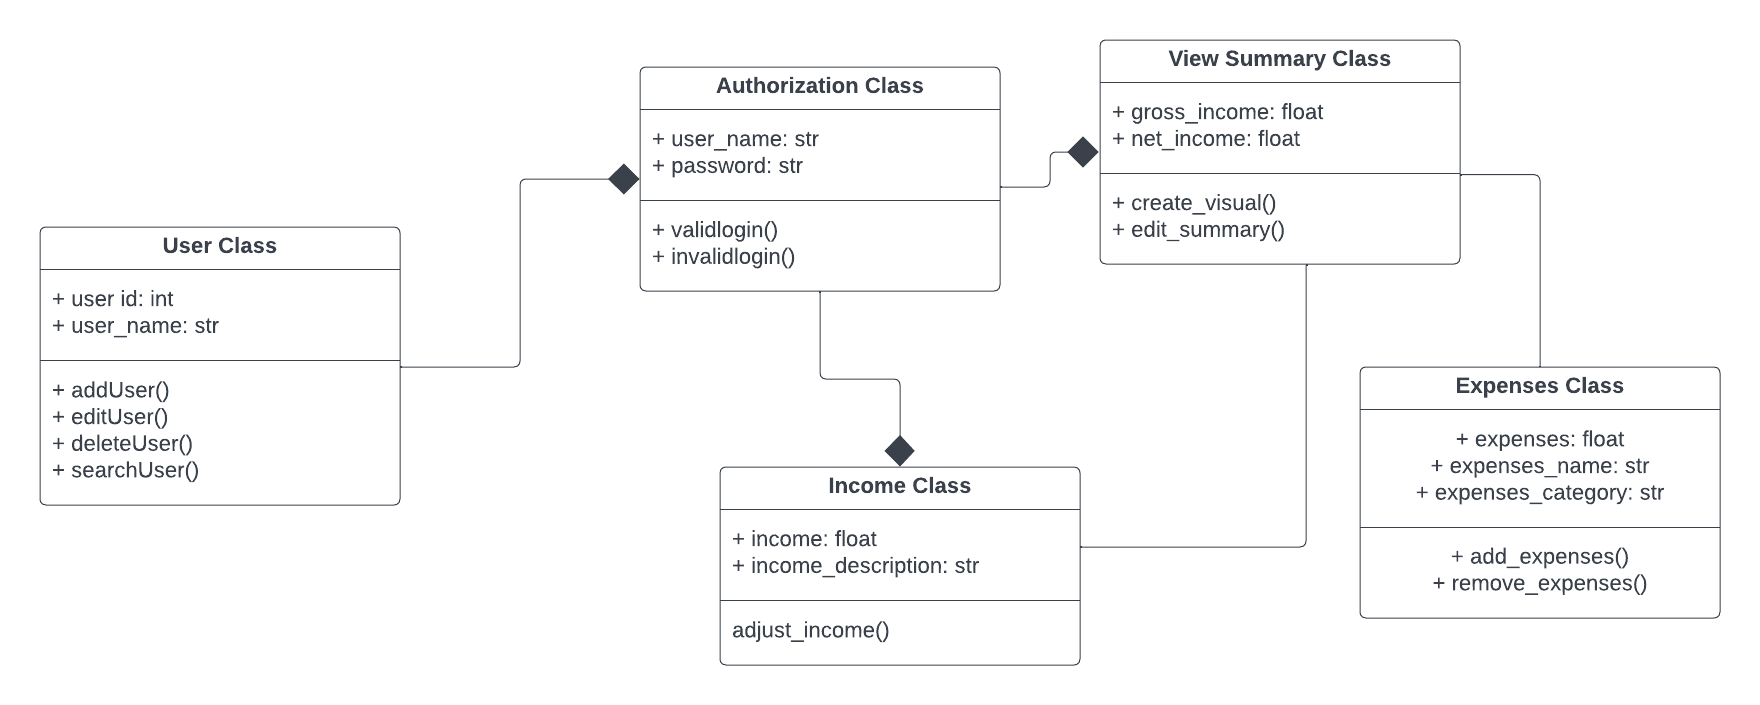 User Class
+ user id: int
+ user_name: str
+ addUser()
+ editUser()
+ deleteUser()
+ searchUser()
Authorization Class
+ user_name: str
+ password: str
+ validlogin()
+ invalidlogin()
View Summary Class
+ gross_income: float
+ net_income: float
+ create_visual()
+ edit_summary()
Income Class
+ income: float
+ income_description: str
adjust_income()
Expenses Class
+ expenses: float
+ expenses_name: str
+ expenses_category: str
+ add_expenses()
+ remove_expenses()